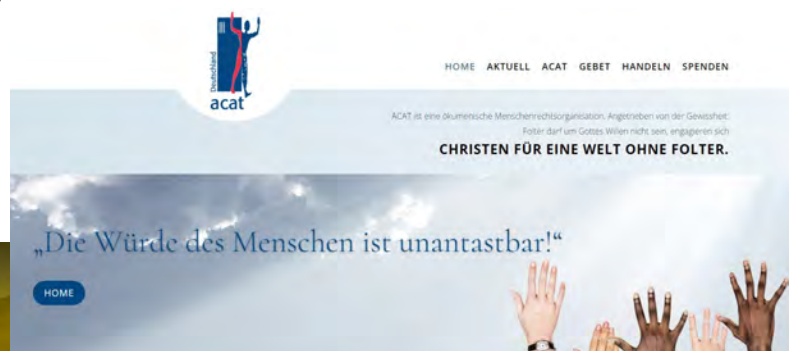 Deutschland
acat
HOME AKTUELL ACAT GEBET HANDELN SPENDEN
ACAT ist eine ökumenische Menschenrechtsorganisation. Angetrieben von der Gewissheit:
Folter darf um Gottes Willen nicht sein, engagieren sich
CHRISTEN FÜR EINE WELT OHNE FOLTER.
„Die Würde des Menschen ist unantastbar!“
HOME